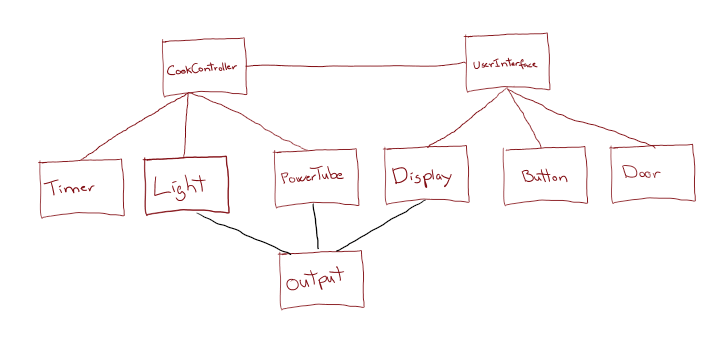 CookController
UserInterface
Timer
Light
PowerTube
Display
Button
Door
Output